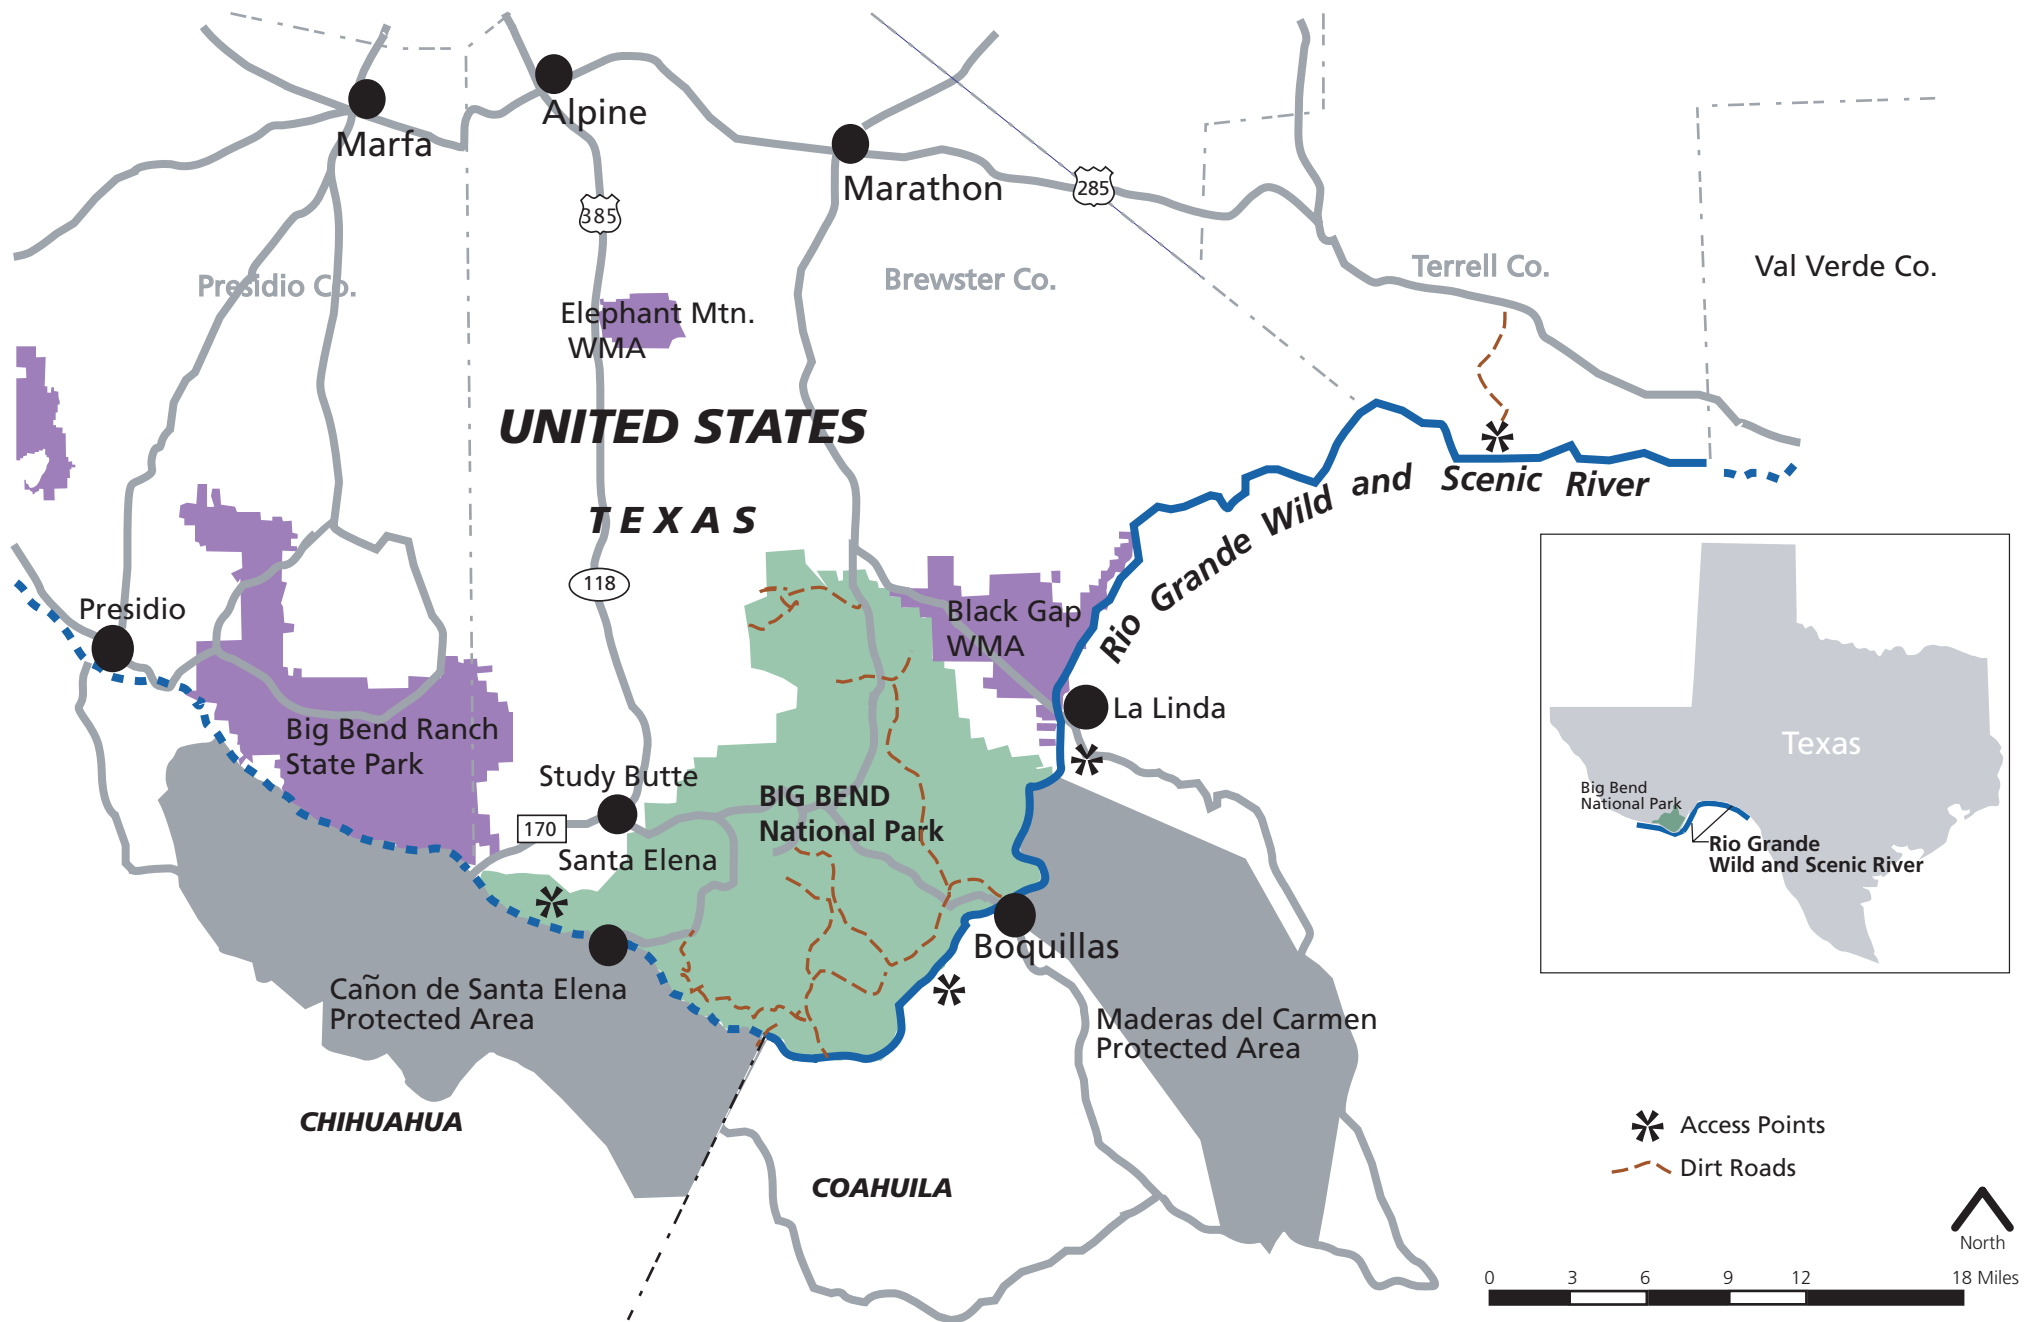 Alpine
Marfa
Marathon
285
385
Presidio Co.
Brewster Co.
Terrell Co.
Val Verde Co.
Elephant Mtn.
WMA
UNITED STATES
TEXAS
Rio Grande Wild and Scenic River
118
Presidio
Black Gap
WMA
La Linda
Big Bend Ranch
State Park
Study Butte
170
Santa Elena
BIG BEND
National Park
Boquillas
Cañon de Santa Elena
Protected Area
Maderas del Carmen
Protected Area
CHIHUAHUA
COAHUILA
Texas
Big Bend
National Park
Rio Grande
Wild and Scenic River
Access Points
Dirt Roads
North
0 3 6 9 12 18 Miles